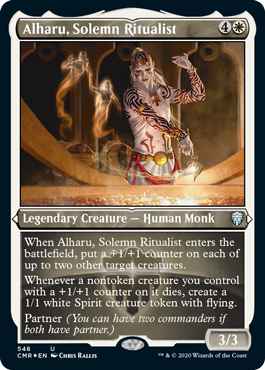 Alharu, Solemn Ritualist 4
Legendary Creature — Human Monk
When Alharu, Solemn Ritualist enters the
battlefield, put a +1/+1 counter on each of
up to two other target creatures.
Whenever a nontoken creature you control
with a +1/+1 counter on it dies, create a
1/1 white Spirit creature token with flying.
Partner (You can have two commanders if
both have partner.)
3/3
548 U
CMR★EN Chris Rallis ™ & © 2020 Wizards of the Coast